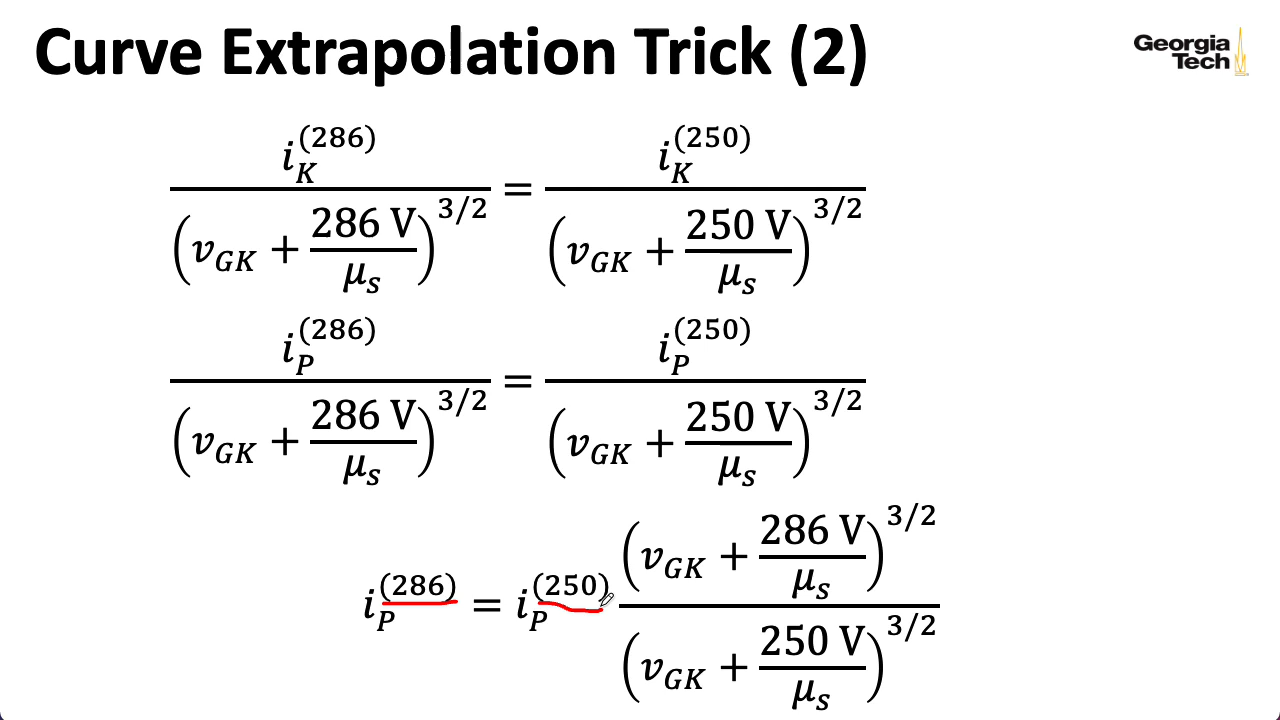 Curve Extrapolation Trick (2)
Georgia
Tech
i_K^(286) / (v_GK + 286 V / μ_s)^3/2 = i_K^(250) / (v_GK + 250 V / μ_s)^3/2
i_P^(286) / (v_GK + 286 V / μ_s)^3/2 = i_P^(250) / (v_GK + 250 V / μ_s)^3/2
i_P^(286) = i_P^(250) (v_GK + 286 V / μ_s)^3/2 / (v_GK + 250 V / μ_s)^3/2